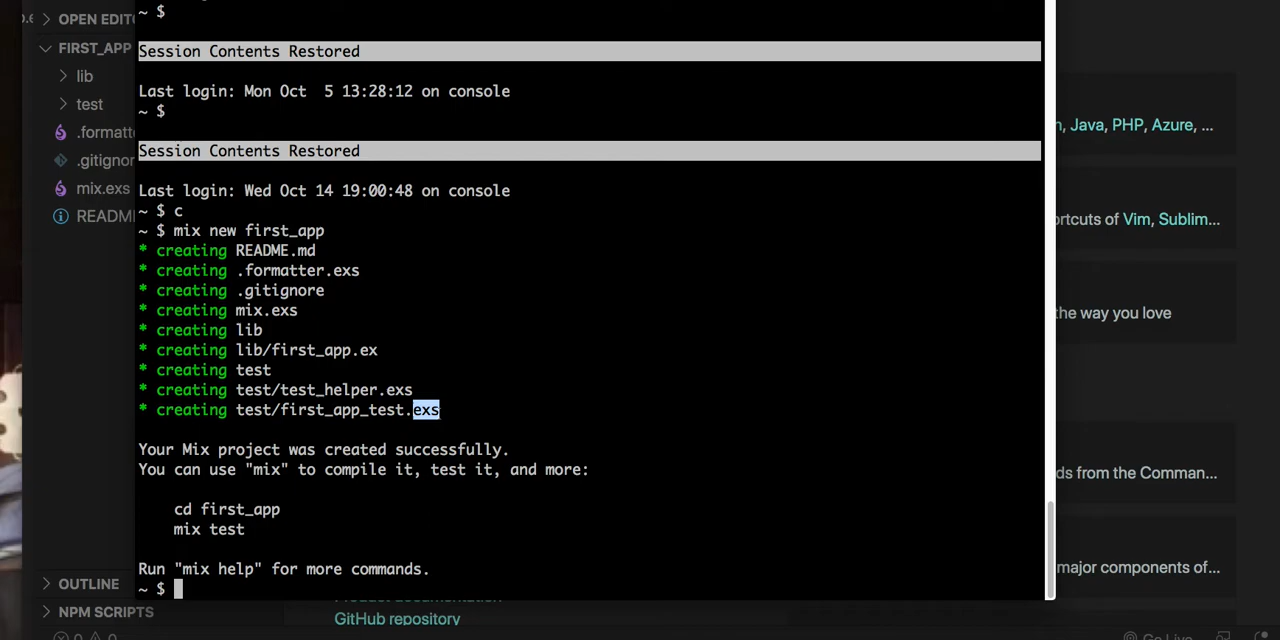 ~ $
Session Contents Restored
Last login: Mon Oct  5 13:28:12 on console
~ $
Session Contents Restored
Last login: Wed Oct 14 19:00:48 on console
~ $ c
~ $ mix new first_app
* creating README.md
* creating .formatter.exs
* creating .gitignore
* creating mix.exs
* creating lib
* creating lib/first_app.ex
* creating test
* creating test/test_helper.exs
* creating test/first_app_test.exs
Your Mix project was created successfully.
You can use "mix" to compile it, test it, and more:
cd first_app
mix test
Run "mix help" for more commands.
~ $
OPEN EDITO
FIRST_APP
lib
test
.formatte
.gitignor
mix.exs
READM
OUTLINE
NPM SCRIPTS
0 0
Java, PHP, Azure, ...
ortcuts of Vim, Sublim...
the way you love
ds from the Comman...
major components of...
GitHub repository
Go Live